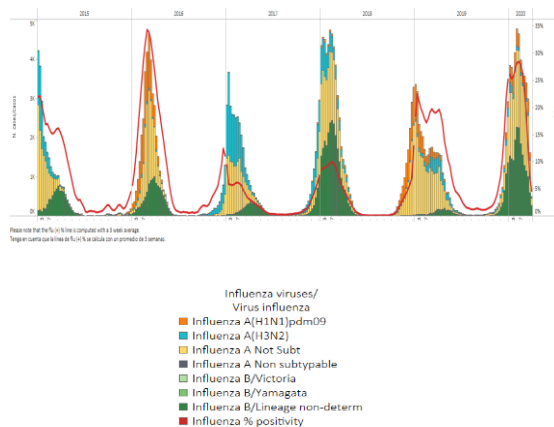 2015 2016 2017 2018 2019 2020
5K 35%
4K 30%
25%
3K
20%
2K 15%
10%
1K
5%
0K 0%
Please note that the flu (+) % line is computed with a 3 week average.
Tenga en cuenta que la línea de flu (+) % se calcula con un promedio de 3 semanas.
Influenza viruses/
Virus influenza
Influenza A(H1N1)pdm09
Influenza A(H3N2)
Influenza A Not Subt
Influenza A Non subtypable
Influenza B/Victoria
Influenza B/Yamagata
Influenza B/Lineage non-determ
Influenza % positivity